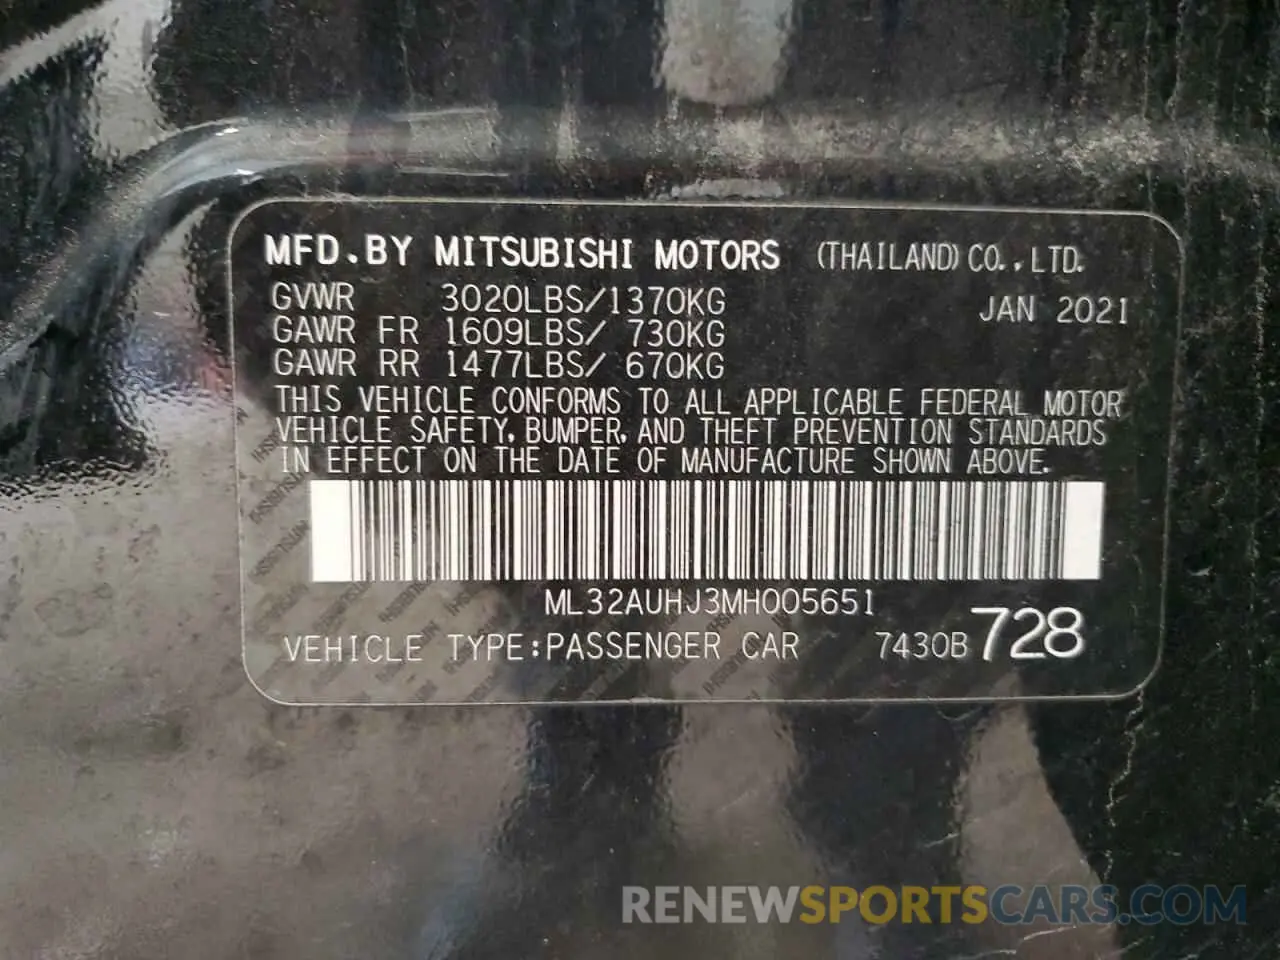 MFD.BY MITSUBISHI MOTORS (THAILAND) CO., LTD.
GVWR 3020LBS/1370KG JAN 2021
GAWR FR 1609LBS/ 730KG
GAWR RR 1477LBS/ 670KG
THIS VEHICLE CONFORMS TO ALL APPLICABLE FEDERAL MOTOR
VEHICLE SAFETY, BUMPER, AND THEFT PREVENTION STANDARDS
IN EFFECT ON THE DATE OF MANUFACTURE SHOWN ABOVE.
ML32AUHJ3MH005651
VEHICLE TYPE:PASSENGER CAR 7430B 728
RENEWSPORTSCARS.COM